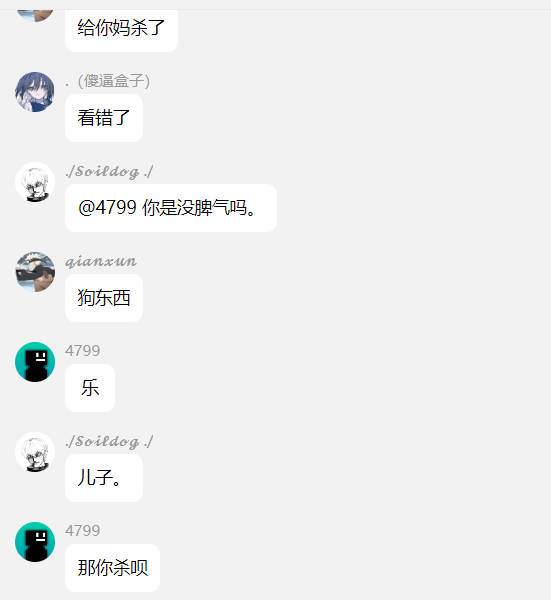 给你妈杀了
.（傻逼盒子）
看错了
./Soildog ./
@4799 你是没脾气吗。
qianxun
狗东西
4799
乐
./Soildog ./
儿子。
4799
那你杀呗